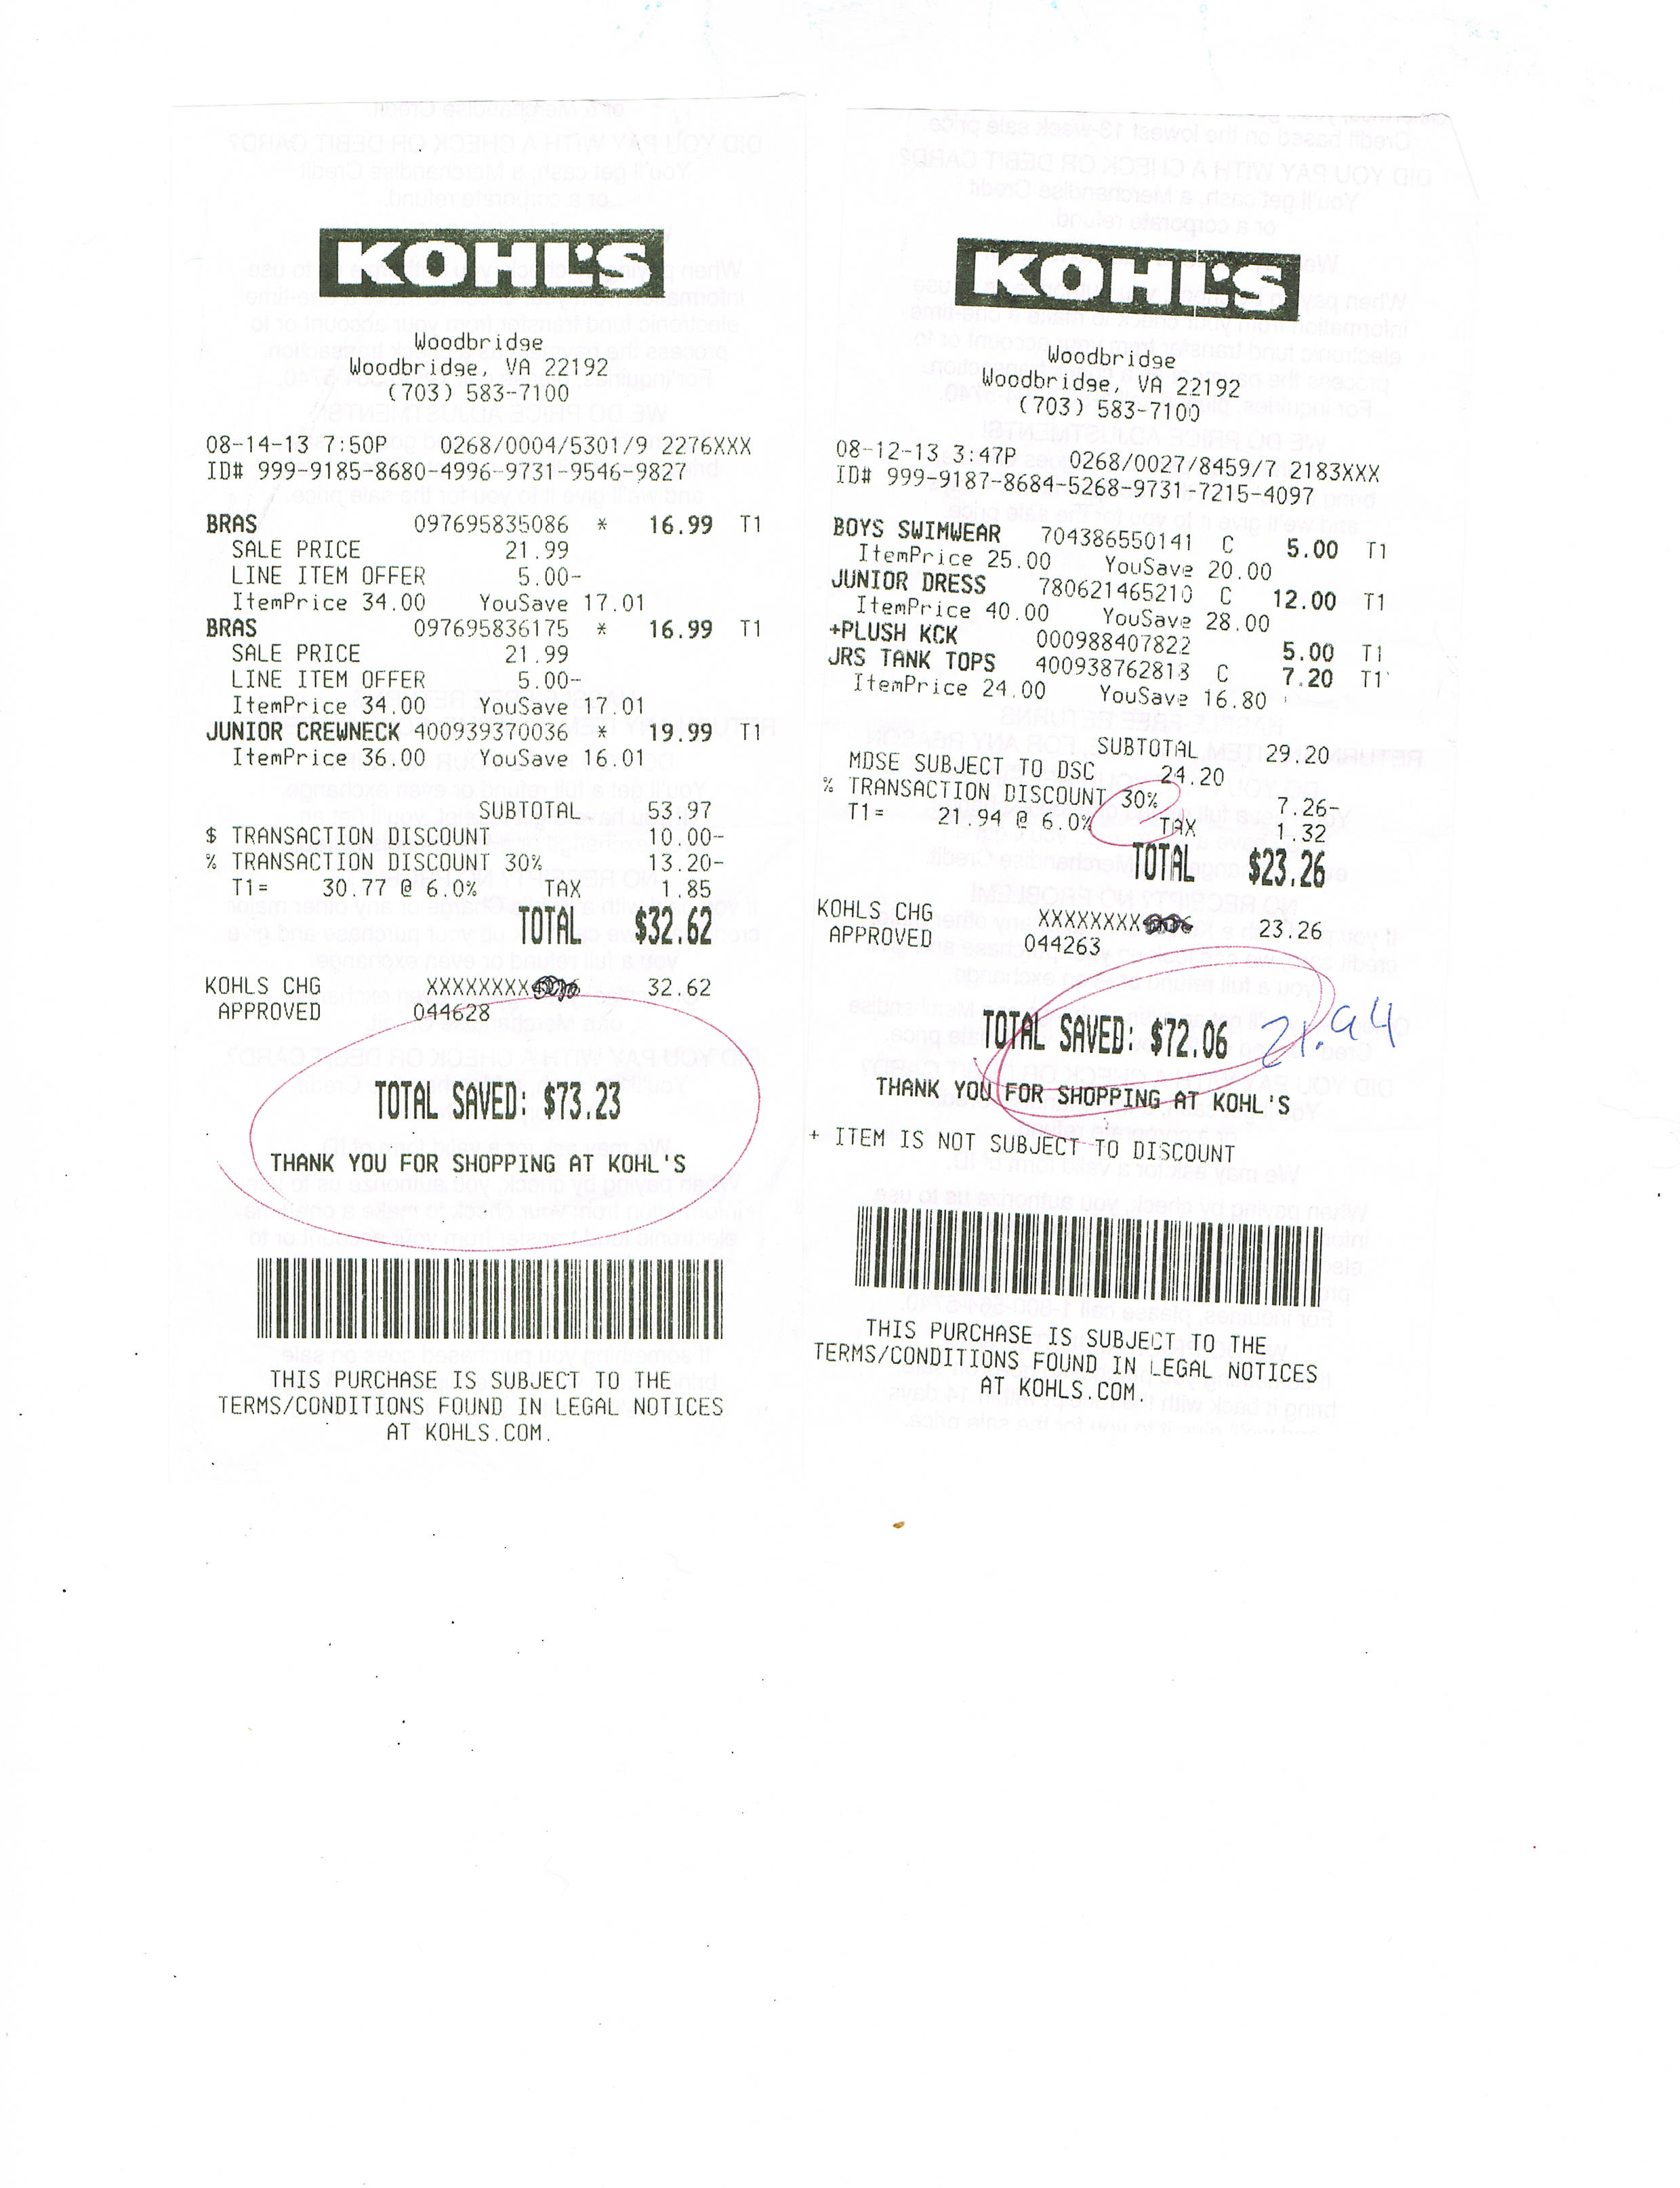 KOHL'S
Woodbridge
Woodbridge, VA 22192
(703) 583-7100
08-14-13 7:50P 0268/0004/5301/9 2276XXX
ID# 999-9185-8680-4996-9731-9546-9827
BRAS 097695835086 * 16.99 T1
SALE PRICE 21.99
LINE ITEM OFFER 5.00-
ItemPrice 34.00 YouSave 17.01
BRAS 097695836175 * 16.99 T1
SALE PRICE 21.99
LINE ITEM OFFER 5.00-
ItemPrice 34.00 YouSave 17.01
JUNIOR CREWNECK 400939370036 * 19.99 T1
ItemPrice 36.00 YouSave 16.01
SUBTOTAL 53.97
$ TRANSACTION DISCOUNT 10.00-
% TRANSACTION DISCOUNT 30% 13.20-
T1= 30.77 @ 6.0% TAX 1.85
TOTAL $32.62
KOHLS CHG XXXXXXXX 32.62
APPROVED 044628
TOTAL SAVED: $73.23
THANK YOU FOR SHOPPING AT KOHL'S
THIS PURCHASE IS SUBJECT TO THE
TERMS/CONDITIONS FOUND IN LEGAL NOTICES
AT KOHLS.COM.
KOHL'S
Woodbridge
Woodbridge, VA 22192
(703) 583-7100
08-12-13 3:47P 0268/0027/8459/7 2183XXX
ID# 999-9187-8684-5268-9731-7215-4097
BOYS SWIMWEAR 704386550141 C 5.00 T1
ItemPrice 25.00 YouSave 20.00
JUNIOR DRESS 780621465210 C 12.00 T1
ItemPrice 40.00 YouSave 28.00
+PLUSH KCK 000988407822 5.00 T1
JRS TANK TOPS 400938762813 C 7.20 T1
ItemPrice 24.00 YouSave 16.80
SUBTOTAL 29.20
MDSE SUBJECT TO DSC 24.20
% TRANSACTION DISCOUNT 30% 7.26-
T1= 21.94 @ 6.0% TAX 1.32
TOTAL $23.26
KOHLS CHG XXXXXXXX 23.26
APPROVED 044263
TOTAL SAVED: $72.06 21.94
THANK YOU FOR SHOPPING AT KOHL'S
+ ITEM IS NOT SUBJECT TO DISCOUNT
THIS PURCHASE IS SUBJECT TO THE
TERMS/CONDITIONS FOUND IN LEGAL NOTICES
AT KOHLS.COM.